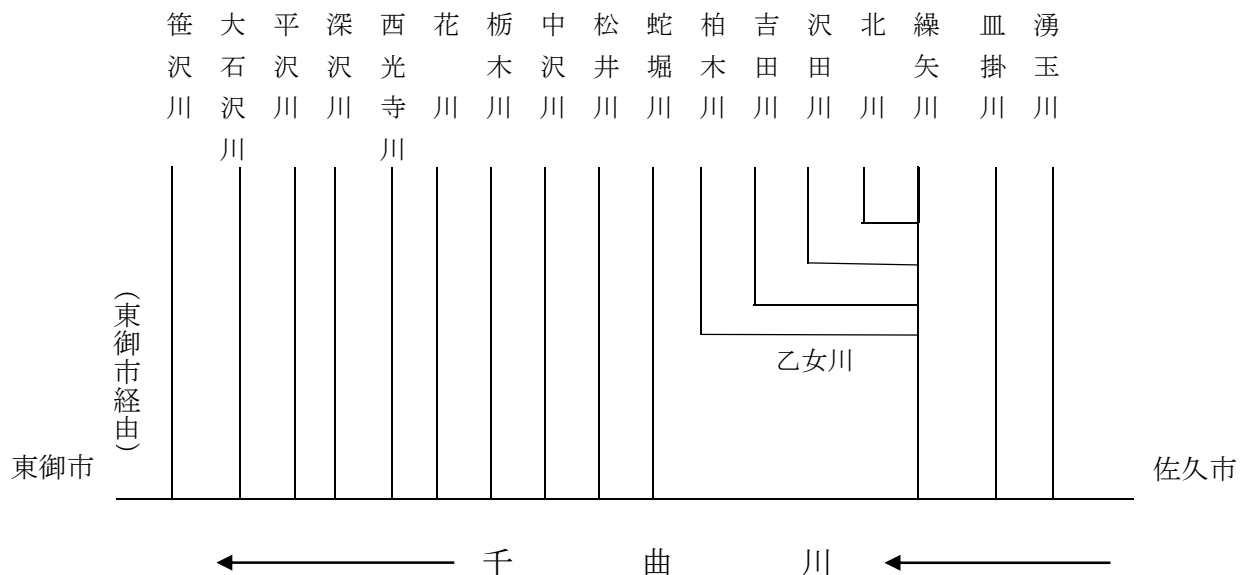 笹沢川
大石沢川
平沢川
深沢川
西光寺川
花川
栃木川
中沢川
松井川
蛇堀川
柏木川
吉田川
沢田川
北川
繰矢川
皿掛川
湧玉川
(東御市経由)
乙女川
東御市
佐久市
千曲川